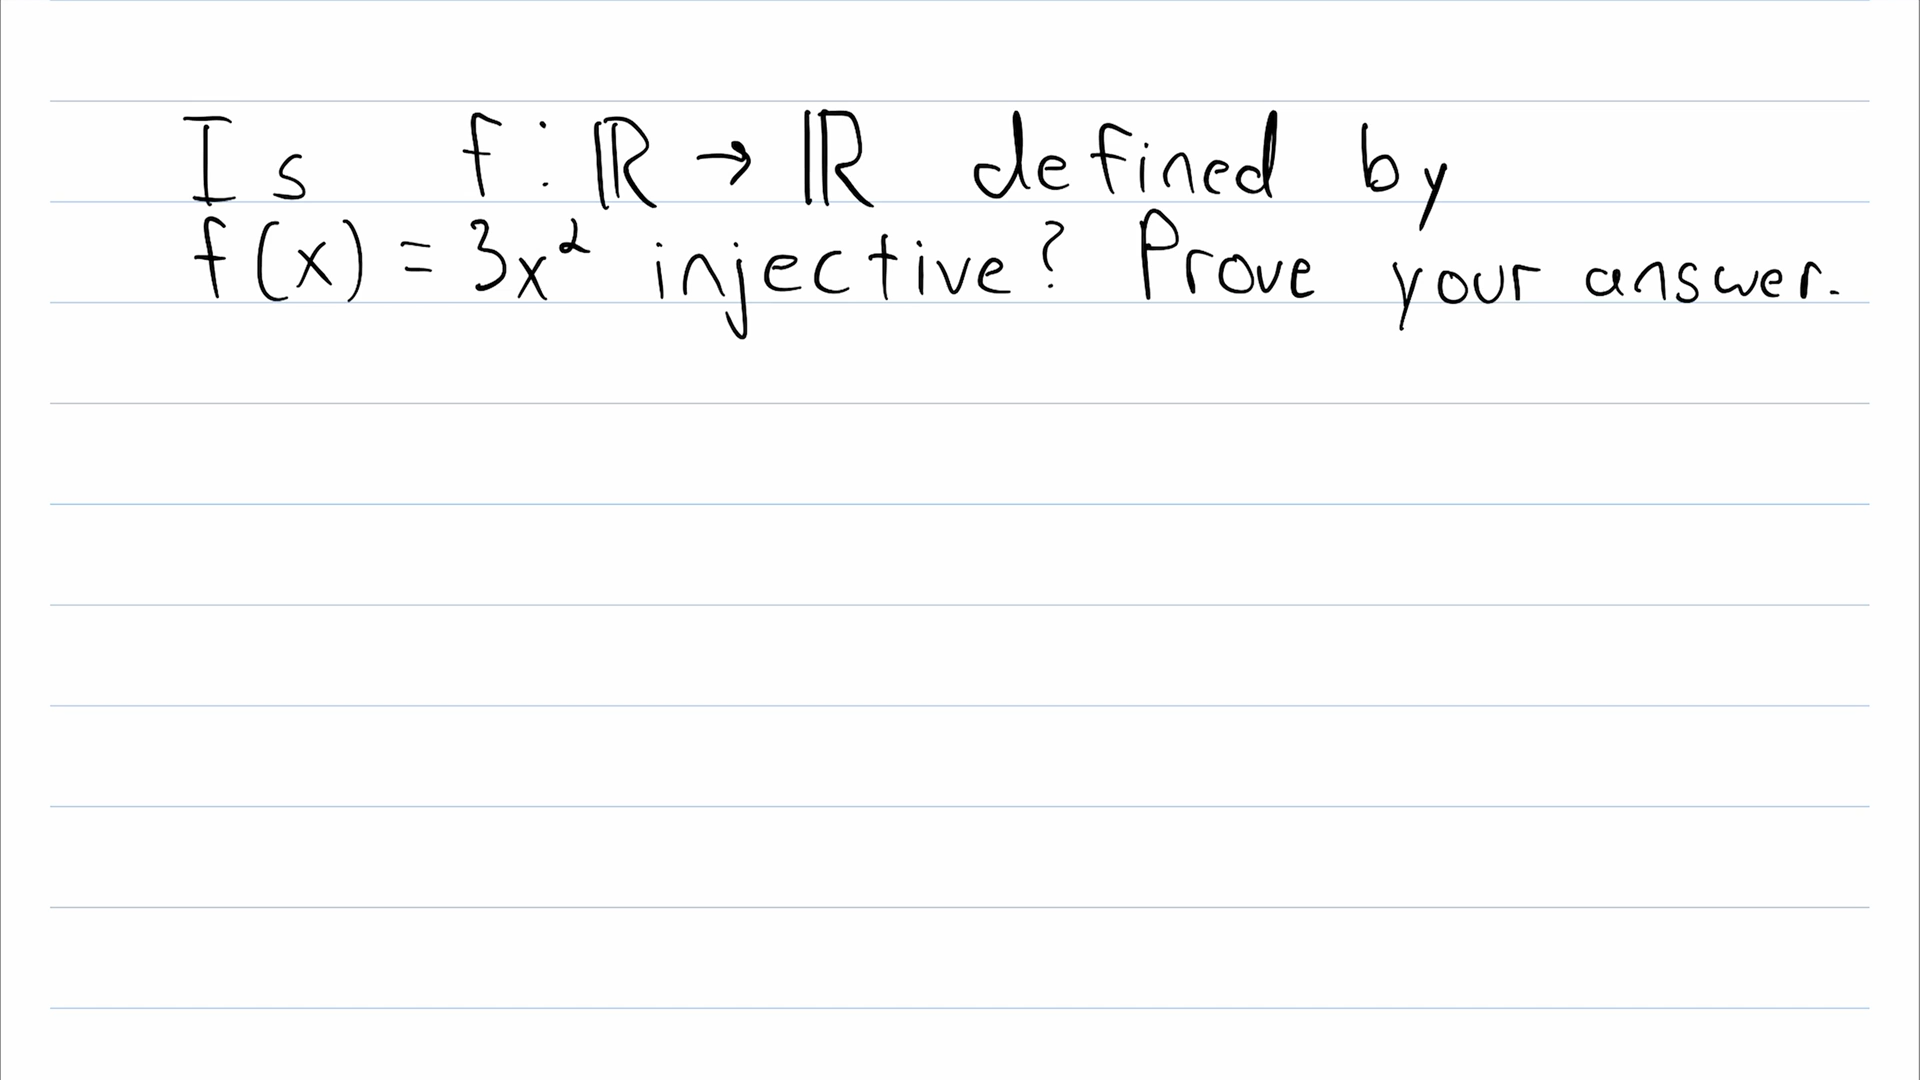 Is f: ℝ → ℝ defined by
f(x) = 3x² injective? Prove your answer.